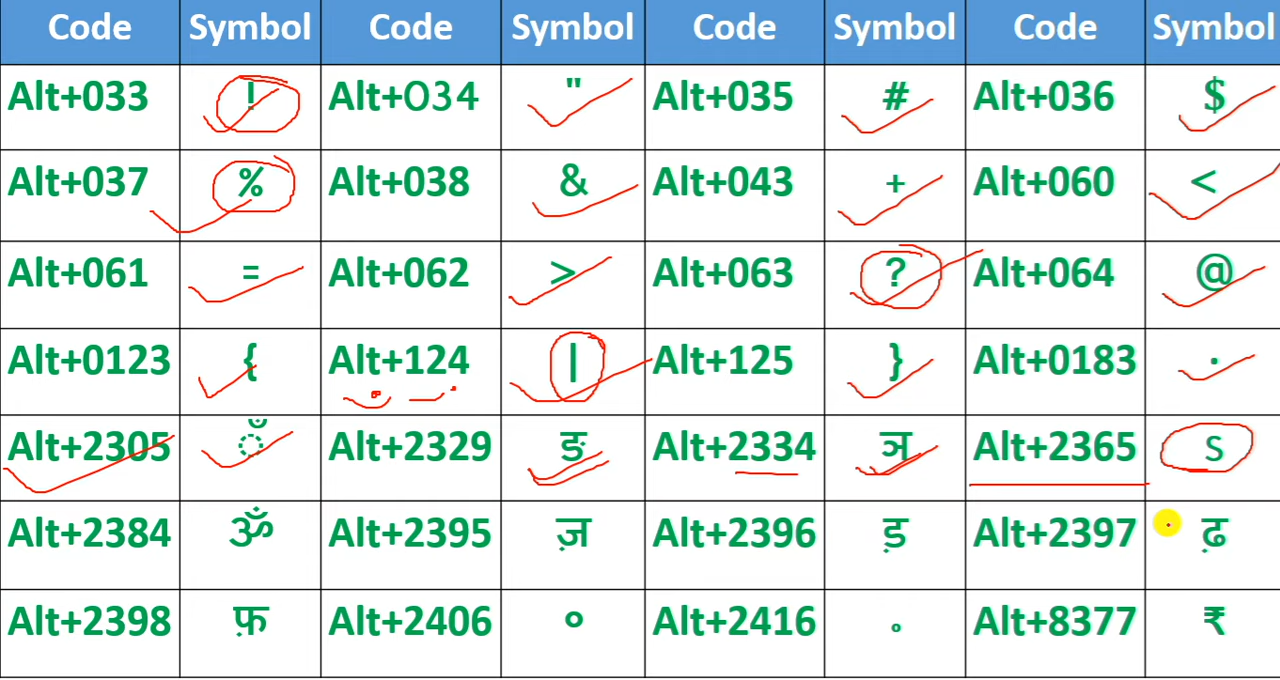 Code Symbol Code Symbol Code Symbol Code Symbol
Alt+033 ! Alt+O34 " Alt+035 # Alt+036 $
Alt+037 % Alt+038 & Alt+043 + Alt+060 <
Alt+061 = Alt+062 > Alt+063 ? Alt+064 @
Alt+0123 { Alt+124 | Alt+125 } Alt+0183 ·
Alt+2305 ँ Alt+2329 ङ Alt+2334 ञ Alt+2365 ऽ
Alt+2384 ॐ Alt+2395 ज़ Alt+2396 ड़ Alt+2397 ढ़
Alt+2398 फ़ Alt+2406 ० Alt+2416 ॰ Alt+8377 ₹